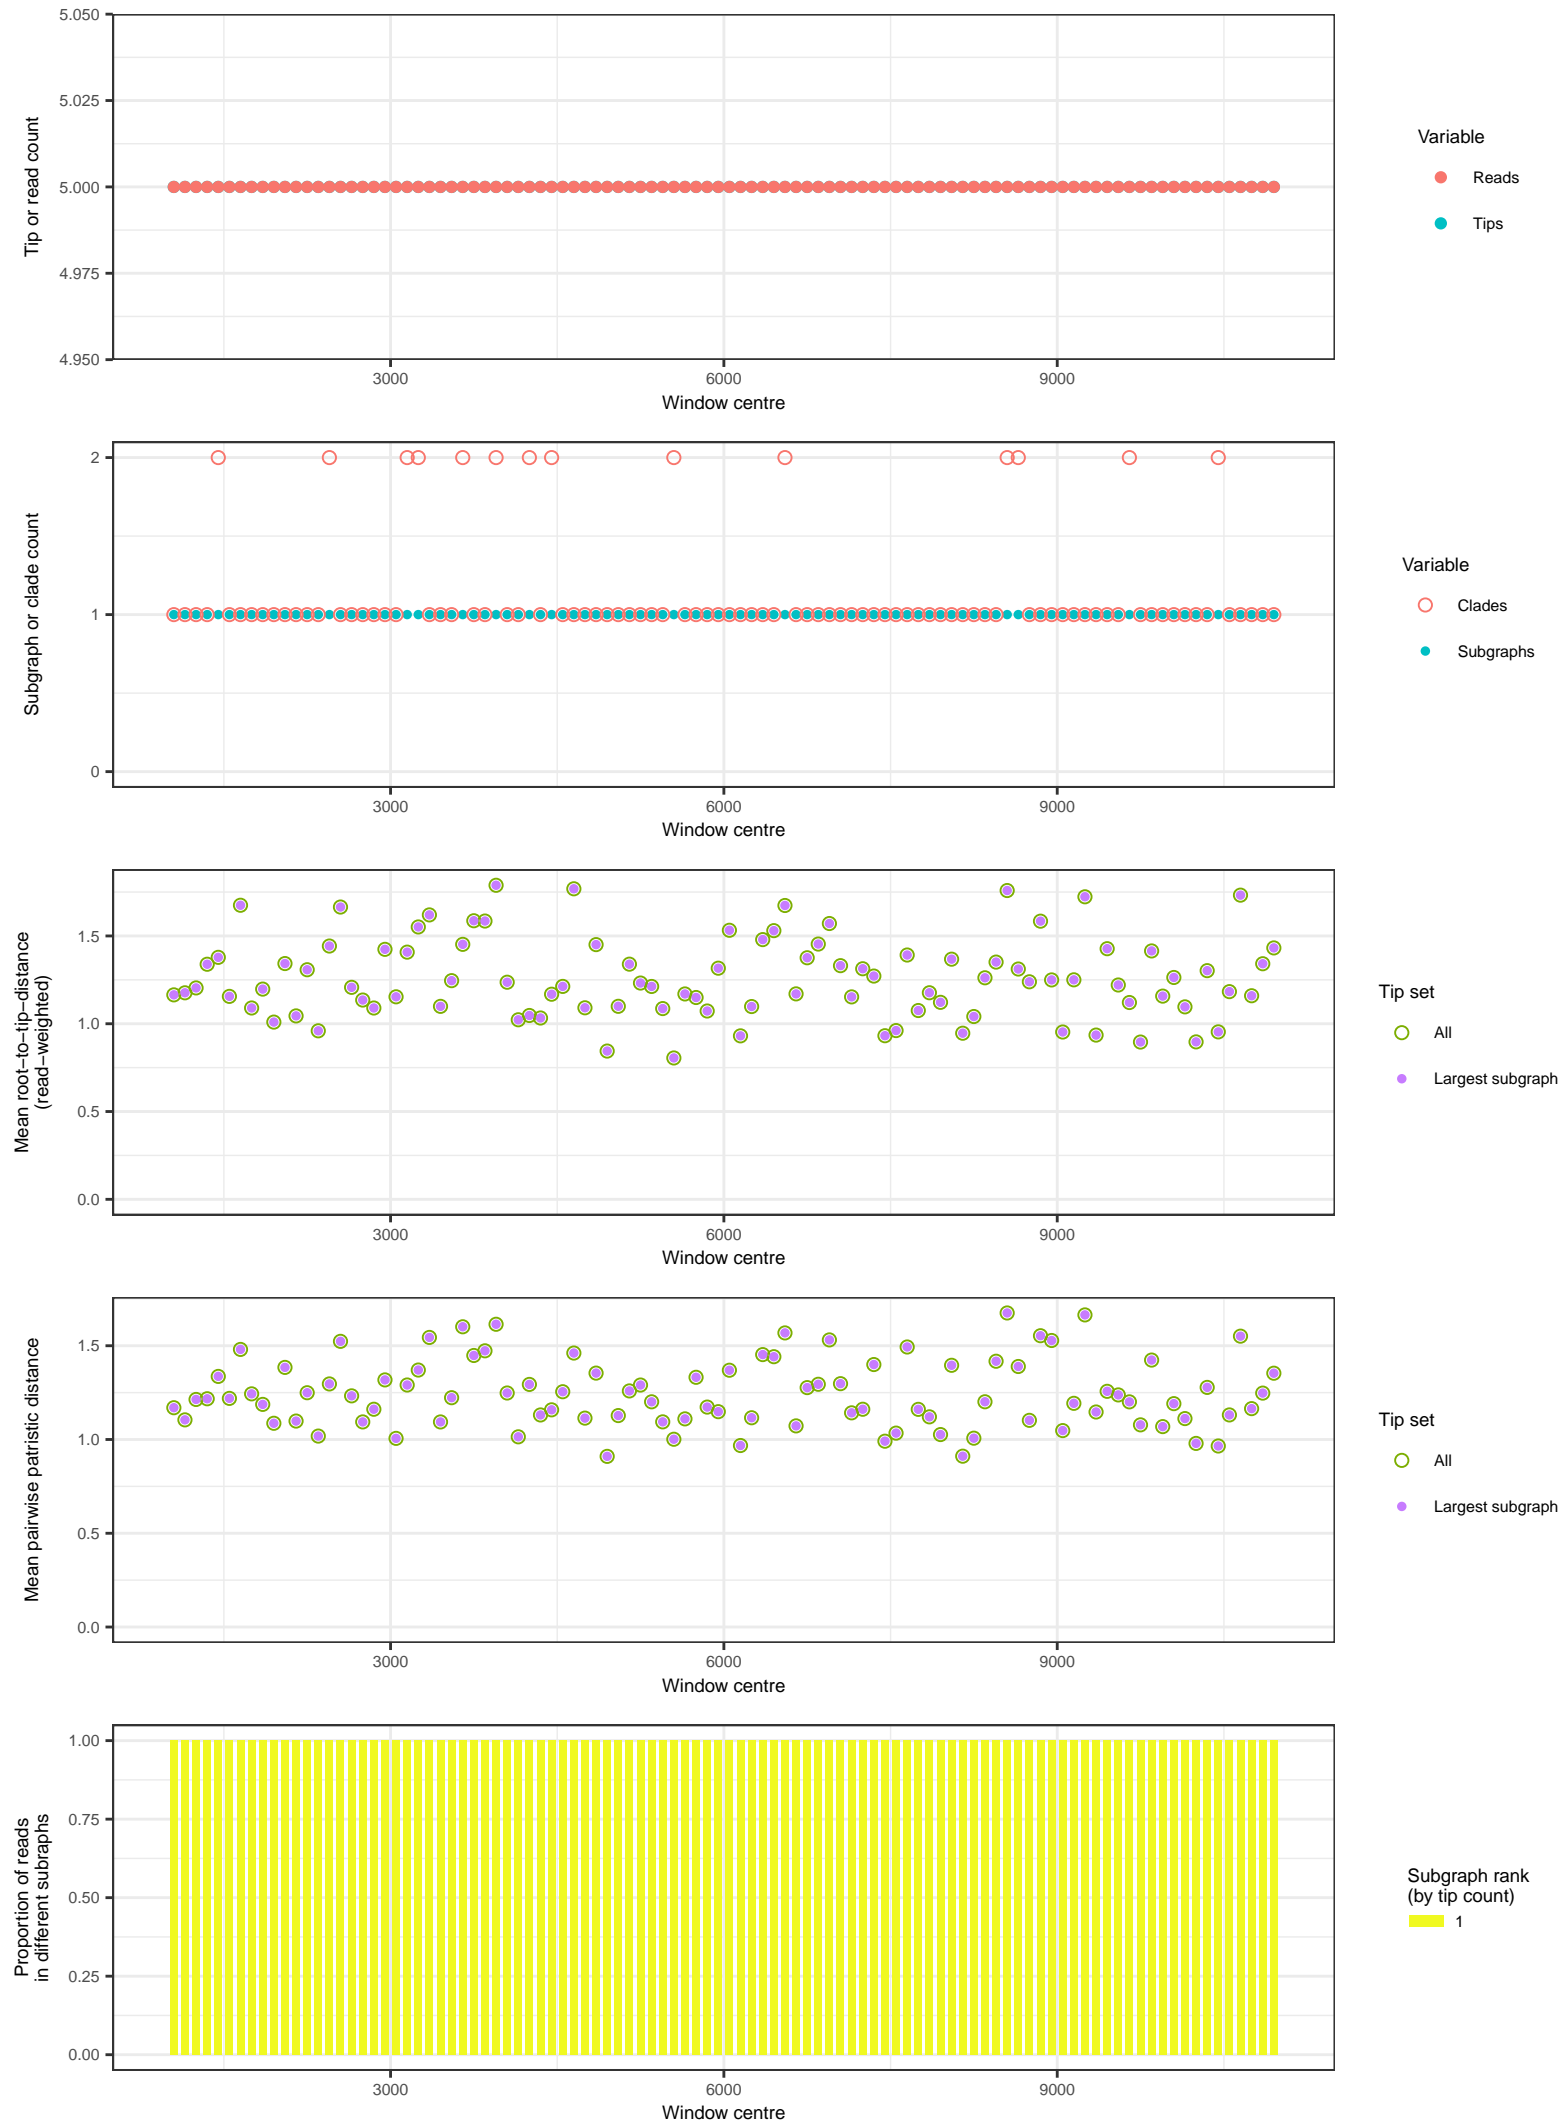 5.050
5.025
5.000
4.975
4.950
Tip or read count
3000 6000 9000
Window centre
Variable
Reads
Tips
2
1
0
Subgraph or clade count
3000 6000 9000
Window centre
Variable
Clades
Subgraphs
1.5
1.0
0.5
0.0
Mean root−to−tip−distance
(read−weighted)
3000 6000 9000
Window centre
Tip set
All
Largest subgraph
1.5
1.0
0.5
0.0
Mean pairwise patristic distance
3000 6000 9000
Window centre
Tip set
All
Largest subgraph
1.00
0.75
0.50
0.25
0.00
Proportion of reads
in different subraphs
3000 6000 9000
Window centre
Subgraph rank
(by tip count)
1